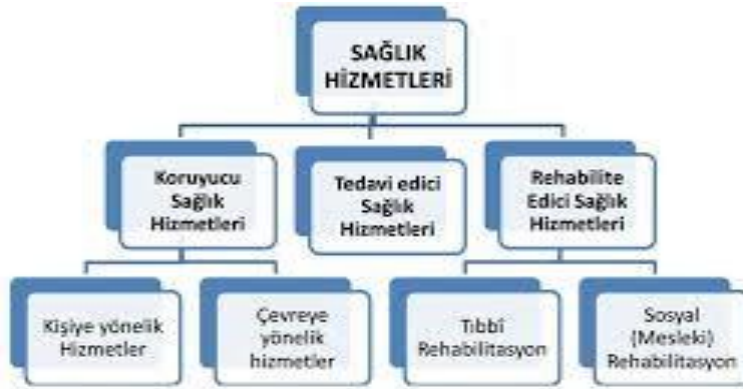 SAĞLIK
HİZMETLERİ
Koruyucu
Sağlık
Hizmetleri
Tedavi edici
Sağlık
Hizmetleri
Rehabilite
Edici Sağlık
Hizmetleri
Kişiye yönelik
Hizmetler
Çevreye
yönelik
hizmetler
Tıbbî
Rehabilitasyon
Sosyal
(Mesleki)
Rehabilitasyon